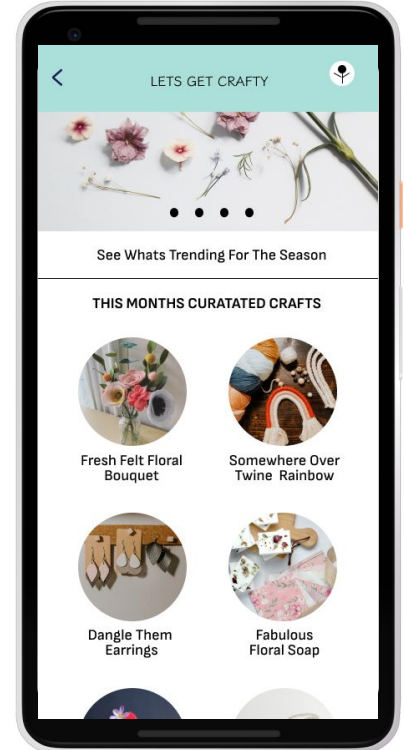 LETS GET CRAFTY
See Whats Trending For The Season
THIS MONTHS CURATATED CRAFTS
Fresh Felt Floral
Bouquet
Somewhere Over
Twine Rainbow
Dangle Them
Earrings
Fabulous
Floral Soap